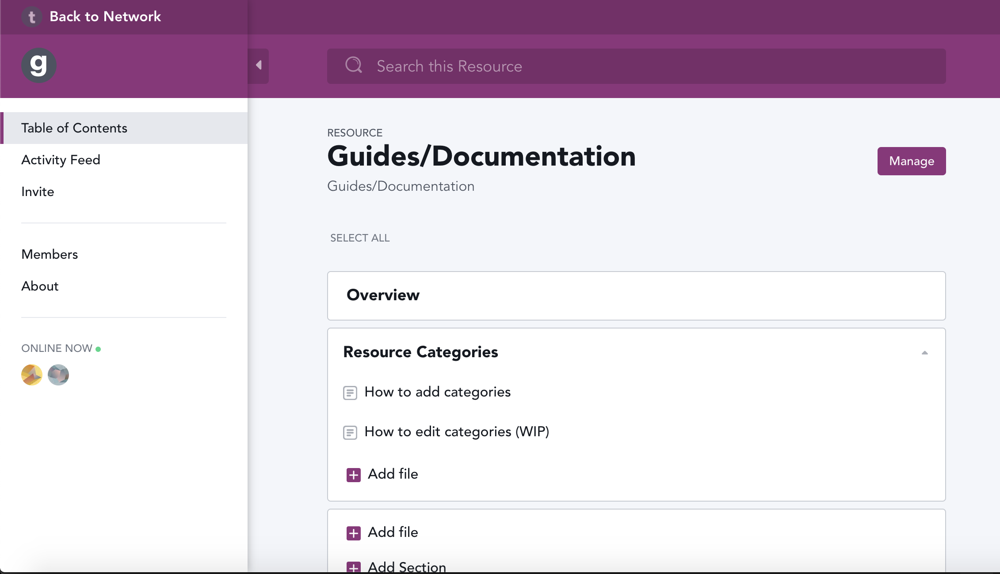 t Back to Network
g
Search this Resource
Table of Contents
Activity Feed
Invite
Members
About
ONLINE NOW
RESOURCE
Guides/Documentation
Manage
Guides/Documentation
SELECT ALL
Overview
Resource Categories
How to add categories
How to edit categories (WIP)
Add file
Add file
Add Section